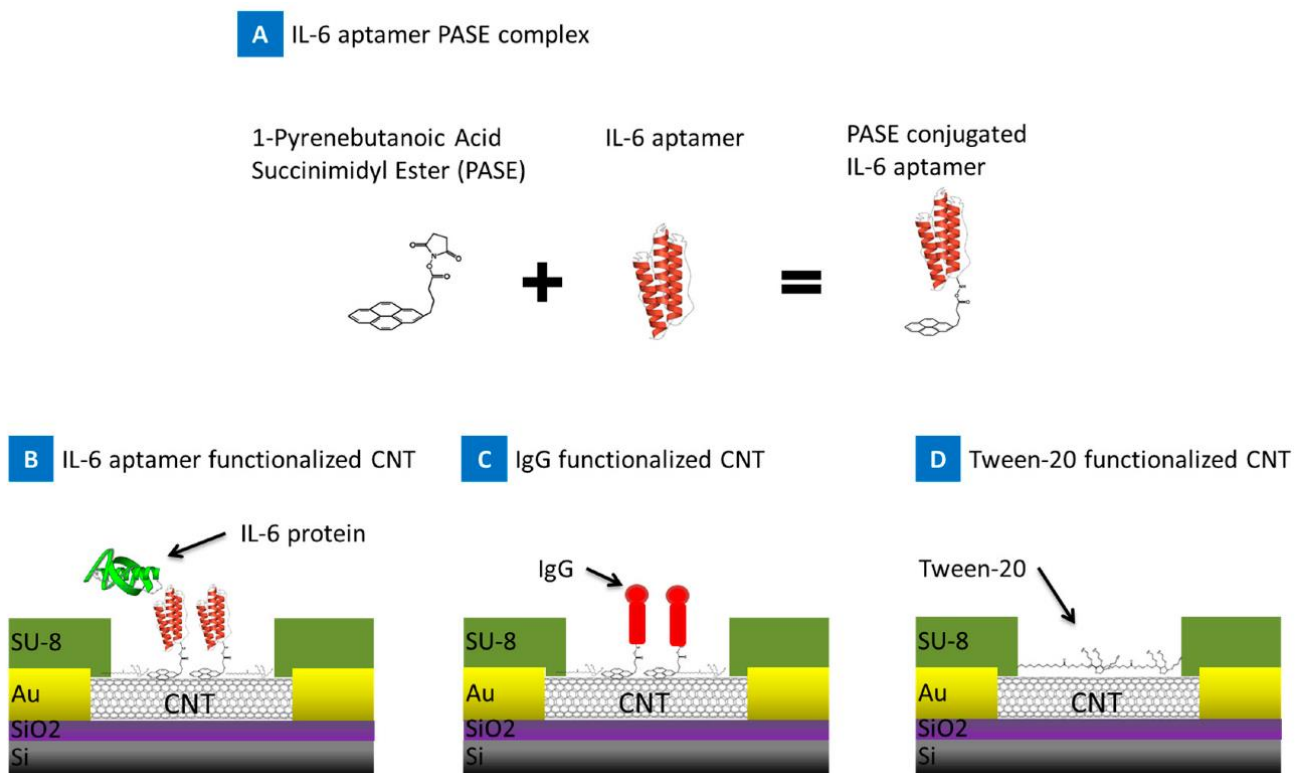 A IL-6 aptamer PASE complex
1-Pyrenebutanoic Acid
Succinimidyl Ester (PASE)
IL-6 aptamer
PASE conjugated
IL-6 aptamer
B IL-6 aptamer functionalized CNT
IL-6 protein
SU-8
Au
CNT
SiO2
Si
C IgG functionalized CNT
IgG
SU-8
Au
CNT
SiO2
Si
D Tween-20 functionalized CNT
Tween-20
SU-8
Au
CNT
SiO2
Si